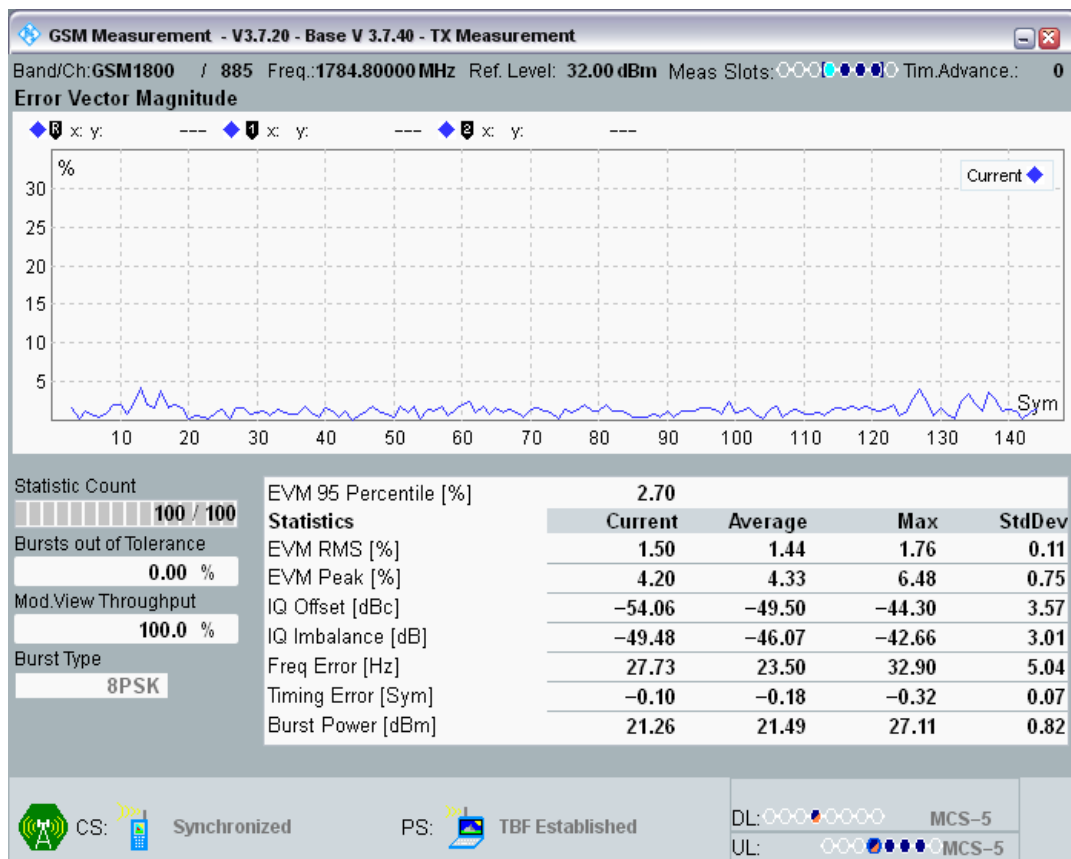 GSM Measurement - V3.7.20 - Base V 3.7.40 - TX Measurement
Band/Ch:GSM1800 / 885 Freq.:1784.80000 MHz Ref. Level: 32.00 dBm Meas Slots: Tim.Advance.: 0
Error Vector Magnitude
R x: y: --- 1 x: y: --- 2 x: y: ---
%
Current
30
25
20
15
10
5
Sym
10 20 30 40 50 60 70 80 90 100 110 120 130 140
Statistic Count
100 / 100
Bursts out of Tolerance
0.00 %
Mod.View Throughput
100.0 %
Burst Type
8PSK
EVM 95 Percentile [%] 2.70
Statistics Current Average Max StdDev
EVM RMS [%] 1.50 1.44 1.76 0.11
EVM Peak [%] 4.20 4.33 6.48 0.75
IQ Offset [dBc] −54.06 −49.50 −44.30 3.57
IQ Imbalance [dB] −49.48 −46.07 −42.66 3.01
Freq Error [Hz] 27.73 23.50 32.90 5.04
Timing Error [Sym] −0.10 −0.18 −0.32 0.07
Burst Power [dBm] 21.26 21.49 27.11 0.82
CS: Synchronized PS: TBF Established
DL: MCS−5
UL: MCS−5